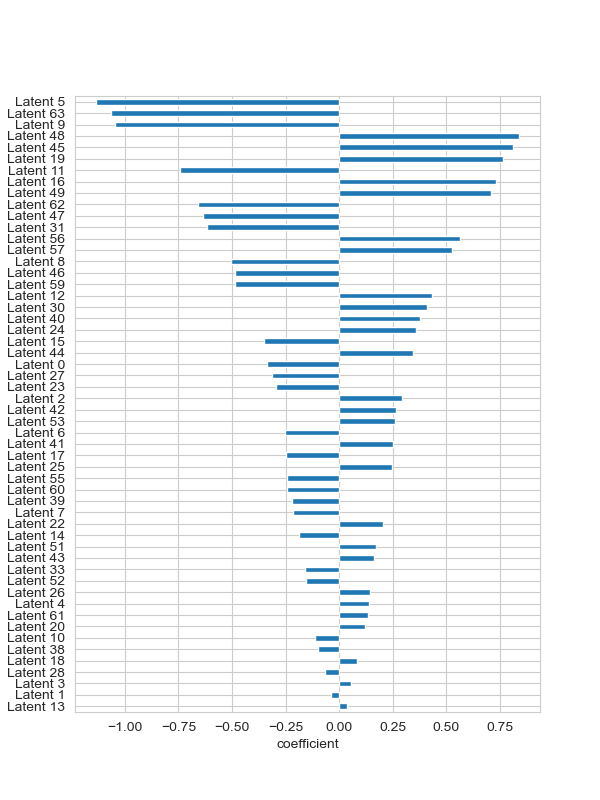 Latent 5
Latent 63
Latent 9
Latent 48
Latent 45
Latent 19
Latent 11
Latent 16
Latent 49
Latent 62
Latent 47
Latent 31
Latent 56
Latent 57
Latent 8
Latent 46
Latent 59
Latent 12
Latent 30
Latent 40
Latent 24
Latent 15
Latent 44
Latent 0
Latent 27
Latent 23
Latent 2
Latent 42
Latent 53
Latent 6
Latent 41
Latent 17
Latent 25
Latent 55
Latent 60
Latent 39
Latent 7
Latent 22
Latent 14
Latent 51
Latent 43
Latent 33
Latent 52
Latent 26
Latent 4
Latent 61
Latent 20
Latent 10
Latent 38
Latent 18
Latent 28
Latent 3
Latent 1
Latent 13
−1.00 −0.75 −0.50 −0.25 0.00 0.25 0.50 0.75
coefficient